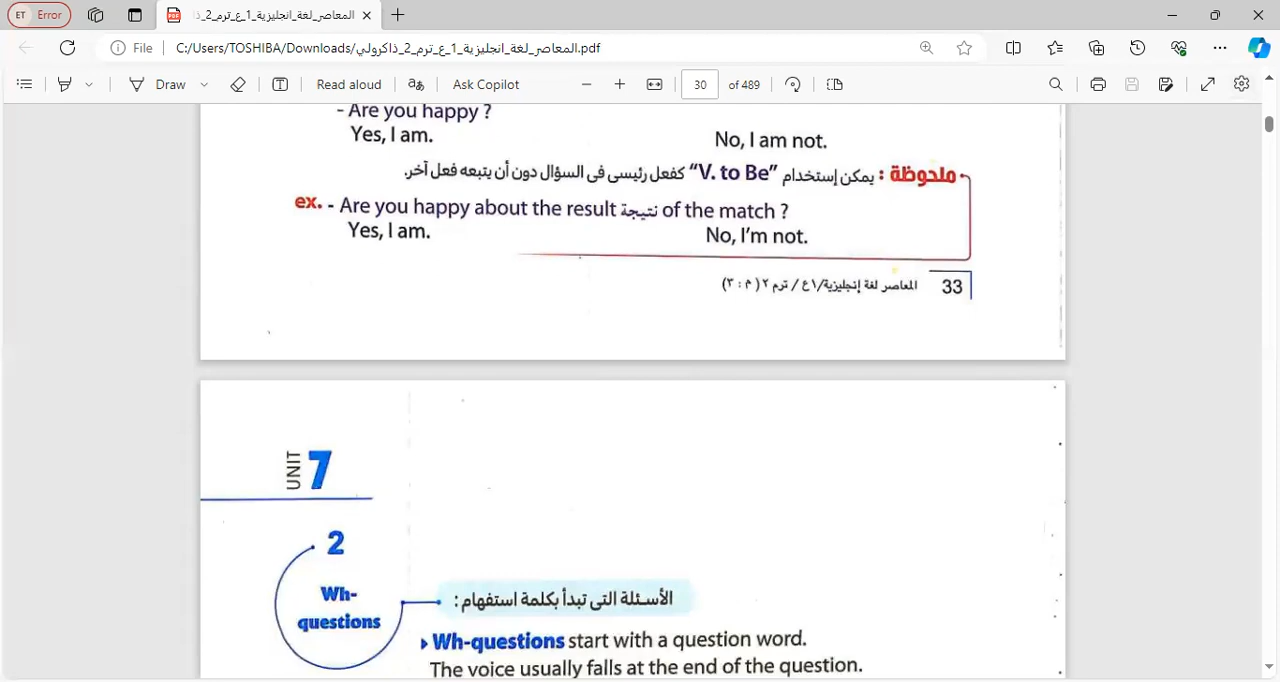 ET Error
المعاصر_لغة_انجليزية_1_ع_ترم_2_ذا
File C:/Users/TOSHIBA/Downloads/المعاصر_لغة_انجليزية_1_ع_ترم_2_ذاكرولي.pdf
Draw Read aloud aあ Ask Copilot 30 of 489
- Are you happy ?
Yes, I am. No, I am not.
ملحوظة : يمكن إستخدام "V. to Be" كفعل رئيسى فى السؤال دون أن يتبعه فعل آخر.
ex. - Are you happy about the result نتيجة of the match ?
Yes, I am. No, I'm not.
المعاصر لغة إنجليزية/١ع / ترم ٢ (م : ٣) 33
UNIT 7
2
Wh-
questions
الأسئلة التى تبدأ بكلمة استفهام :
Wh-questions start with a question word.
The voice usually falls at the end of the question.